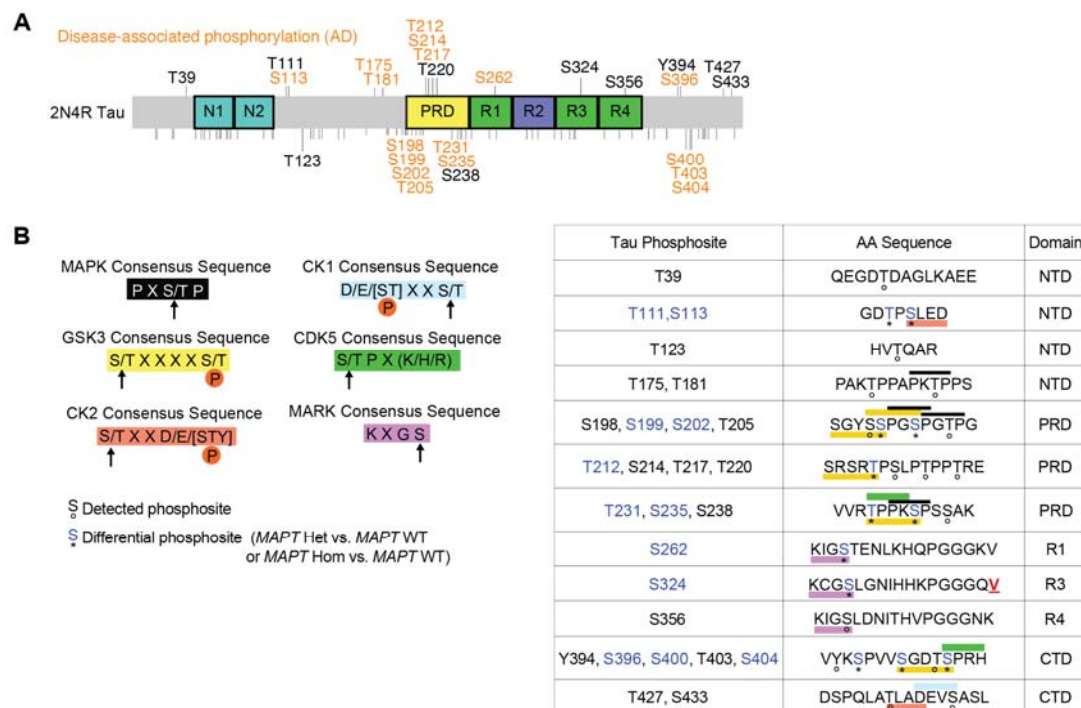 A
Disease-associated phosphorylation (AD)
T39
T111
S113
T175
T181
T212
S214
T217
T220
S262
S324
S356
Y394
S396
T427
S433
2N4R Tau
N1
N2
PRD
R1
R2
R3
R4
T123
S198
S199
S202
T205
T231
S235
S238
S400
T403
S404
B
MAPK Consensus Sequence
P X S/T P
CK1 Consensus Sequence
D/E/[ST] X X S/T
P
GSK3 Consensus Sequence
S/T X X X X S/T
P
CDK5 Consensus Sequence
S/T P X (K/H/R)
CK2 Consensus Sequence
S/T X X D/E/[STY]
P
MARK Consensus Sequence
K X G S
S Detected phosphosite
S Differential phosphosite (MAPT Het vs. MAPT WT
* or MAPT Hom vs. MAPT WT)
Tau Phosphosite AA Sequence Domain
T39 QEGDTDAGLKAEE NTD
T111,S113 GDTPSLED NTD
T123 HVTQAR NTD
T175, T181 PAKTPPAPKTPPS NTD
S198, S199, S202, T205 SGYSSPGSPGTPG PRD
T212, S214, T217, T220 SRSRTPSLPTPPTRE PRD
T231, S235, S238 VVRTPPKSPSSAK PRD
S262 KIGSTENLKHQPGGGKV R1
S324 KCGSLGNIHHKPGGGQV R3
S356 KIGSLDNITHVPGGGNK R4
Y394, S396, S400, T403, S404 VYKSPVVSGDTSPRH CTD
T427, S433 DSPQLATLADEVSASL CTD